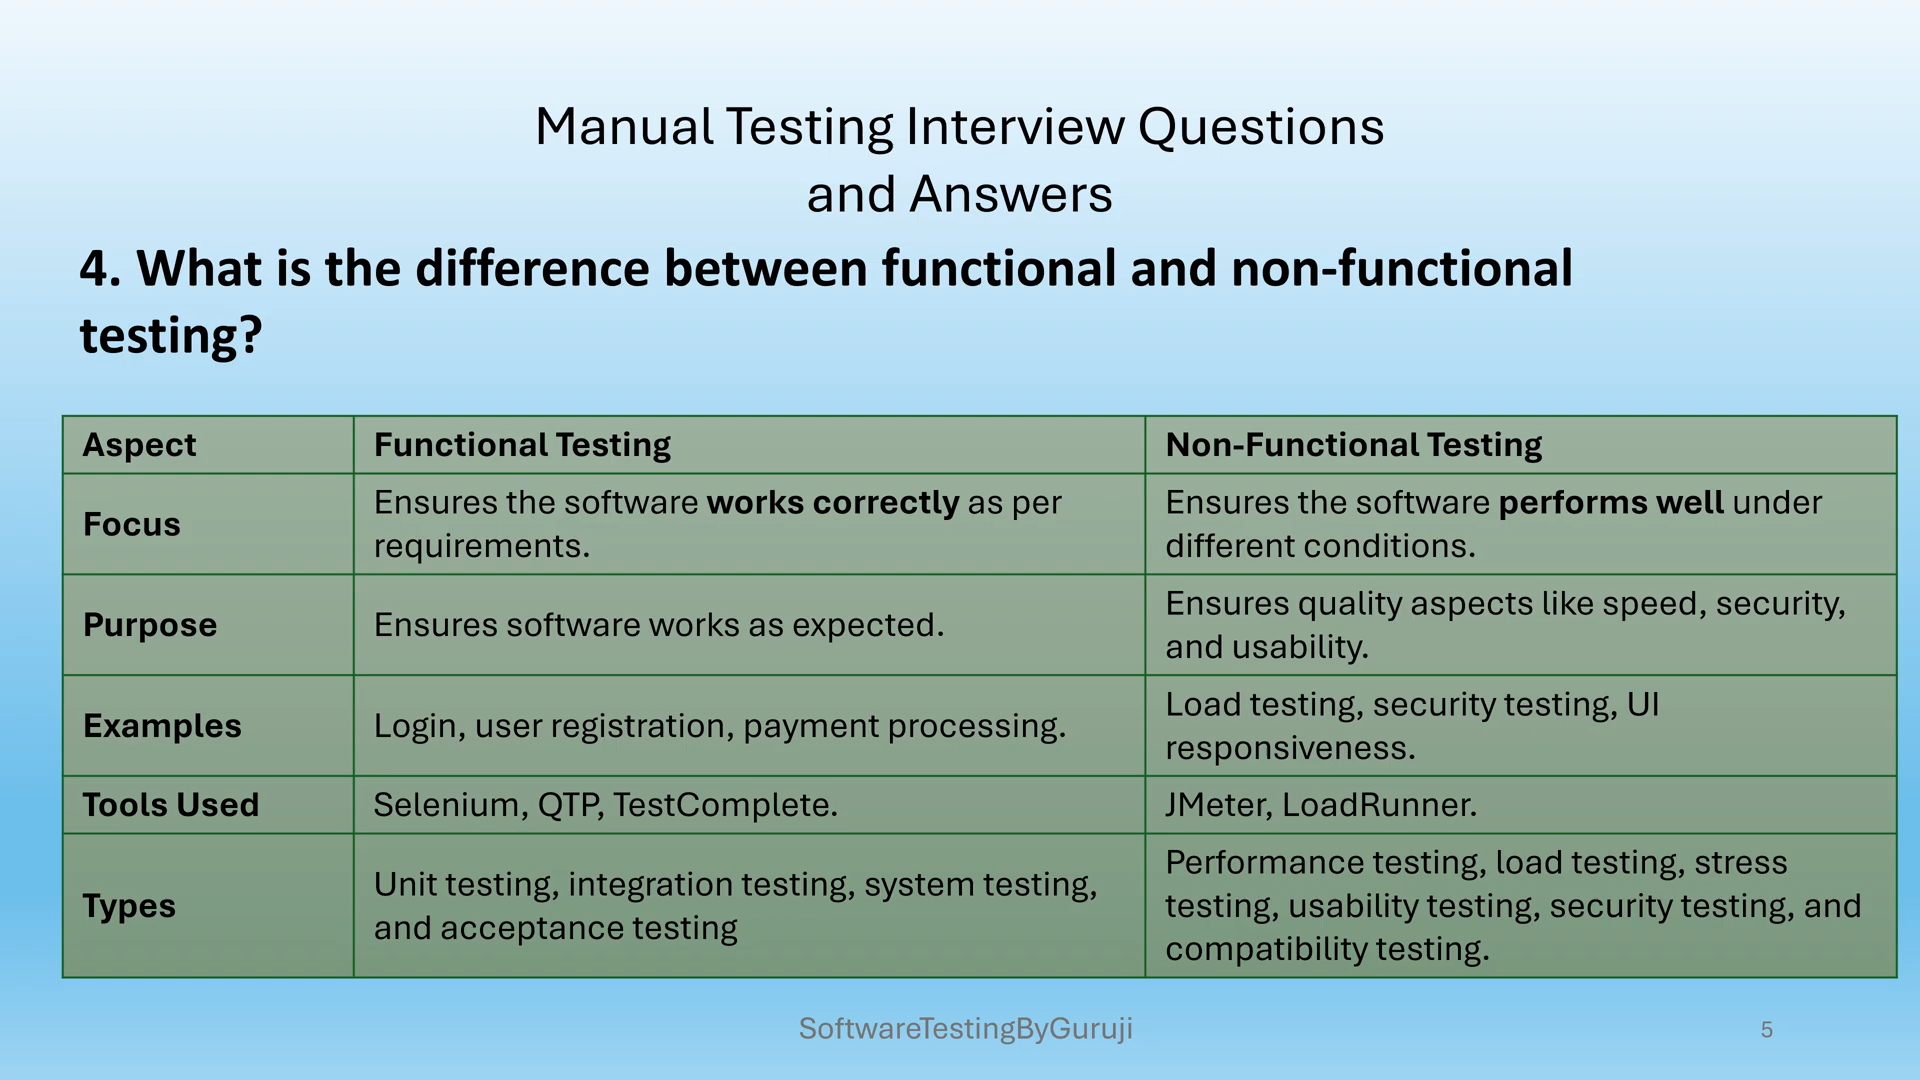 Manual Testing Interview Questions
and Answers
4. What is the difference between functional and non-functional
testing?
Aspect
Functional Testing
Non-Functional Testing
Focus
Ensures the software works correctly as per
requirements.
Ensures the software performs well under
different conditions.
Purpose
Ensures software works as expected.
Ensures quality aspects like speed, security,
and usability.
Examples
Login, user registration, payment processing.
Load testing, security testing, UI
responsiveness.
Tools Used
Selenium, QTP, TestComplete.
JMeter, LoadRunner.
Types
Unit testing, integration testing, system testing,
and acceptance testing
Performance testing, load testing, stress
testing, usability testing, security testing, and
compatibility testing.
SoftwareTestingByGuruji
5